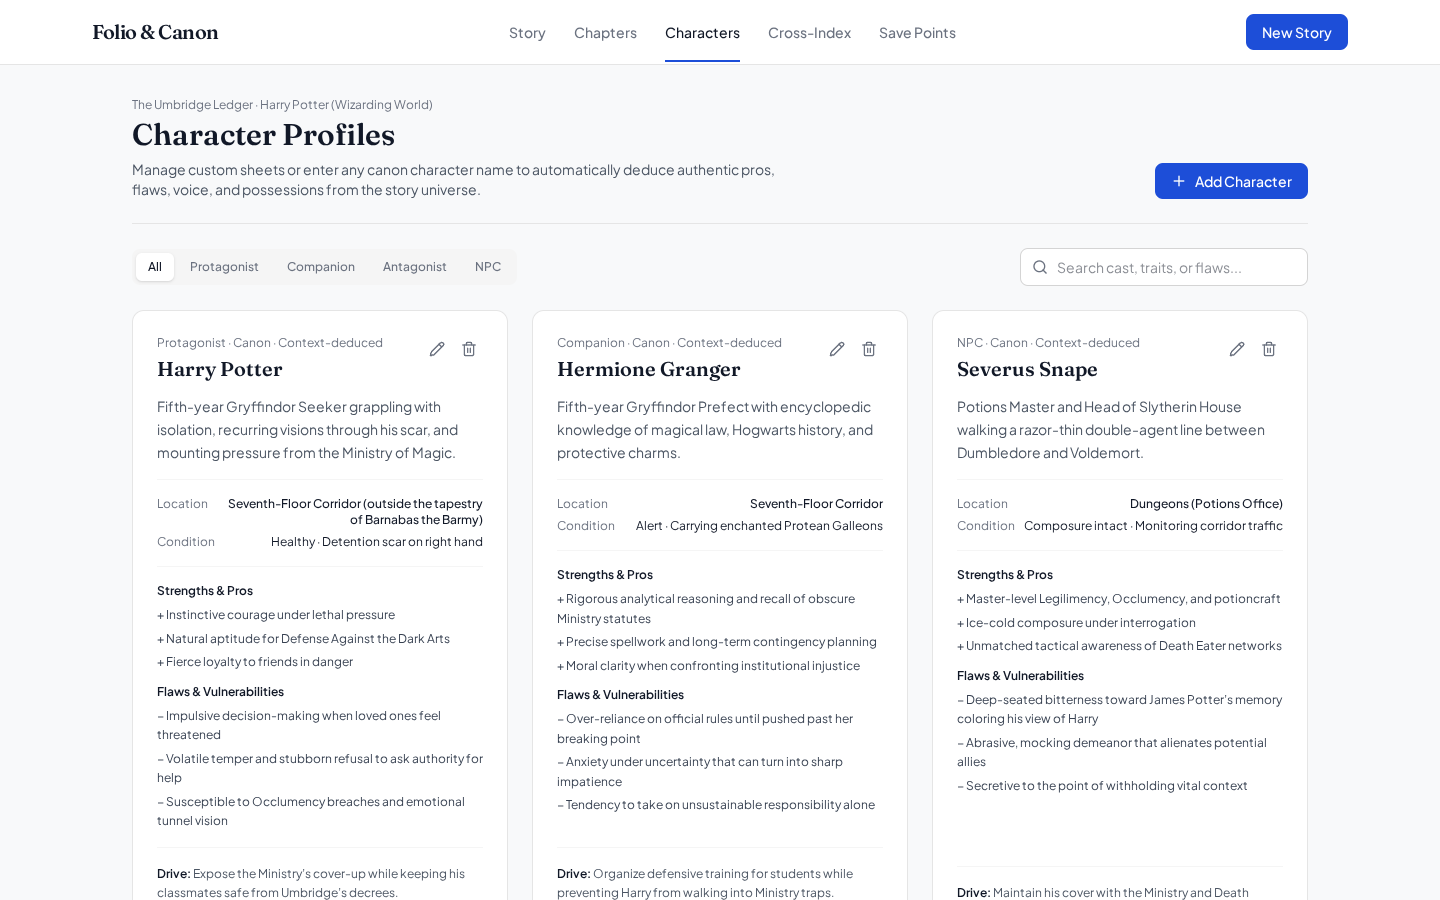 Folio & Canon
Story
Chapters
Characters
Cross-Index
Save Points
New Story
The Umbridge Ledger · Harry Potter (Wizarding World)
Character Profiles
Manage custom sheets or enter any canon character name to automatically deduce authentic pros,
flaws, voice, and possessions from the story universe.
Add Character
All
Protagonist
Companion
Antagonist
NPC
Search cast, traits, or flaws...
Protagonist · Canon · Context-deduced
Harry Potter
Fifth-year Gryffindor Seeker grappling with
isolation, recurring visions through his scar, and
mounting pressure from the Ministry of Magic.
Location
Seventh-Floor Corridor (outside the tapestry
of Barnabas the Barmy)
Condition
Healthy · Detention scar on right hand
Strengths & Pros
+ Instinctive courage under lethal pressure
+ Natural aptitude for Defense Against the Dark Arts
+ Fierce loyalty to friends in danger
Flaws & Vulnerabilities
– Impulsive decision-making when loved ones feel
threatened
– Volatile temper and stubborn refusal to ask authority for
help
– Susceptible to Occlumency breaches and emotional
tunnel vision
Drive: Expose the Ministry's cover-up while keeping his
classmates safe from Umbridge's decrees.
Companion · Canon · Context-deduced
Hermione Granger
Fifth-year Gryffindor Prefect with encyclopedic
knowledge of magical law, Hogwarts history, and
protective charms.
Location
Seventh-Floor Corridor
Condition
Alert · Carrying enchanted Protean Galleons
Strengths & Pros
+ Rigorous analytical reasoning and recall of obscure
Ministry statutes
+ Precise spellwork and long-term contingency planning
+ Moral clarity when confronting institutional injustice
Flaws & Vulnerabilities
– Over-reliance on official rules until pushed past her
breaking point
– Anxiety under uncertainty that can turn into sharp
impatience
– Tendency to take on unsustainable responsibility alone
Drive: Organize defensive training for students while
preventing Harry from walking into Ministry traps.
NPC · Canon · Context-deduced
Severus Snape
Potions Master and Head of Slytherin House
walking a razor-thin double-agent line between
Dumbledore and Voldemort.
Location
Dungeons (Potions Office)
Condition
Composure intact · Monitoring corridor traffic
Strengths & Pros
+ Master-level Legilimency, Occlumency, and potioncraft
+ Ice-cold composure under interrogation
+ Unmatched tactical awareness of Death Eater networks
Flaws & Vulnerabilities
– Deep-seated bitterness toward James Potter's memory
coloring his view of Harry
– Abrasive, mocking demeanor that alienates potential
allies
– Secretive to the point of withholding vital context
Drive: Maintain his cover with the Ministry and Death